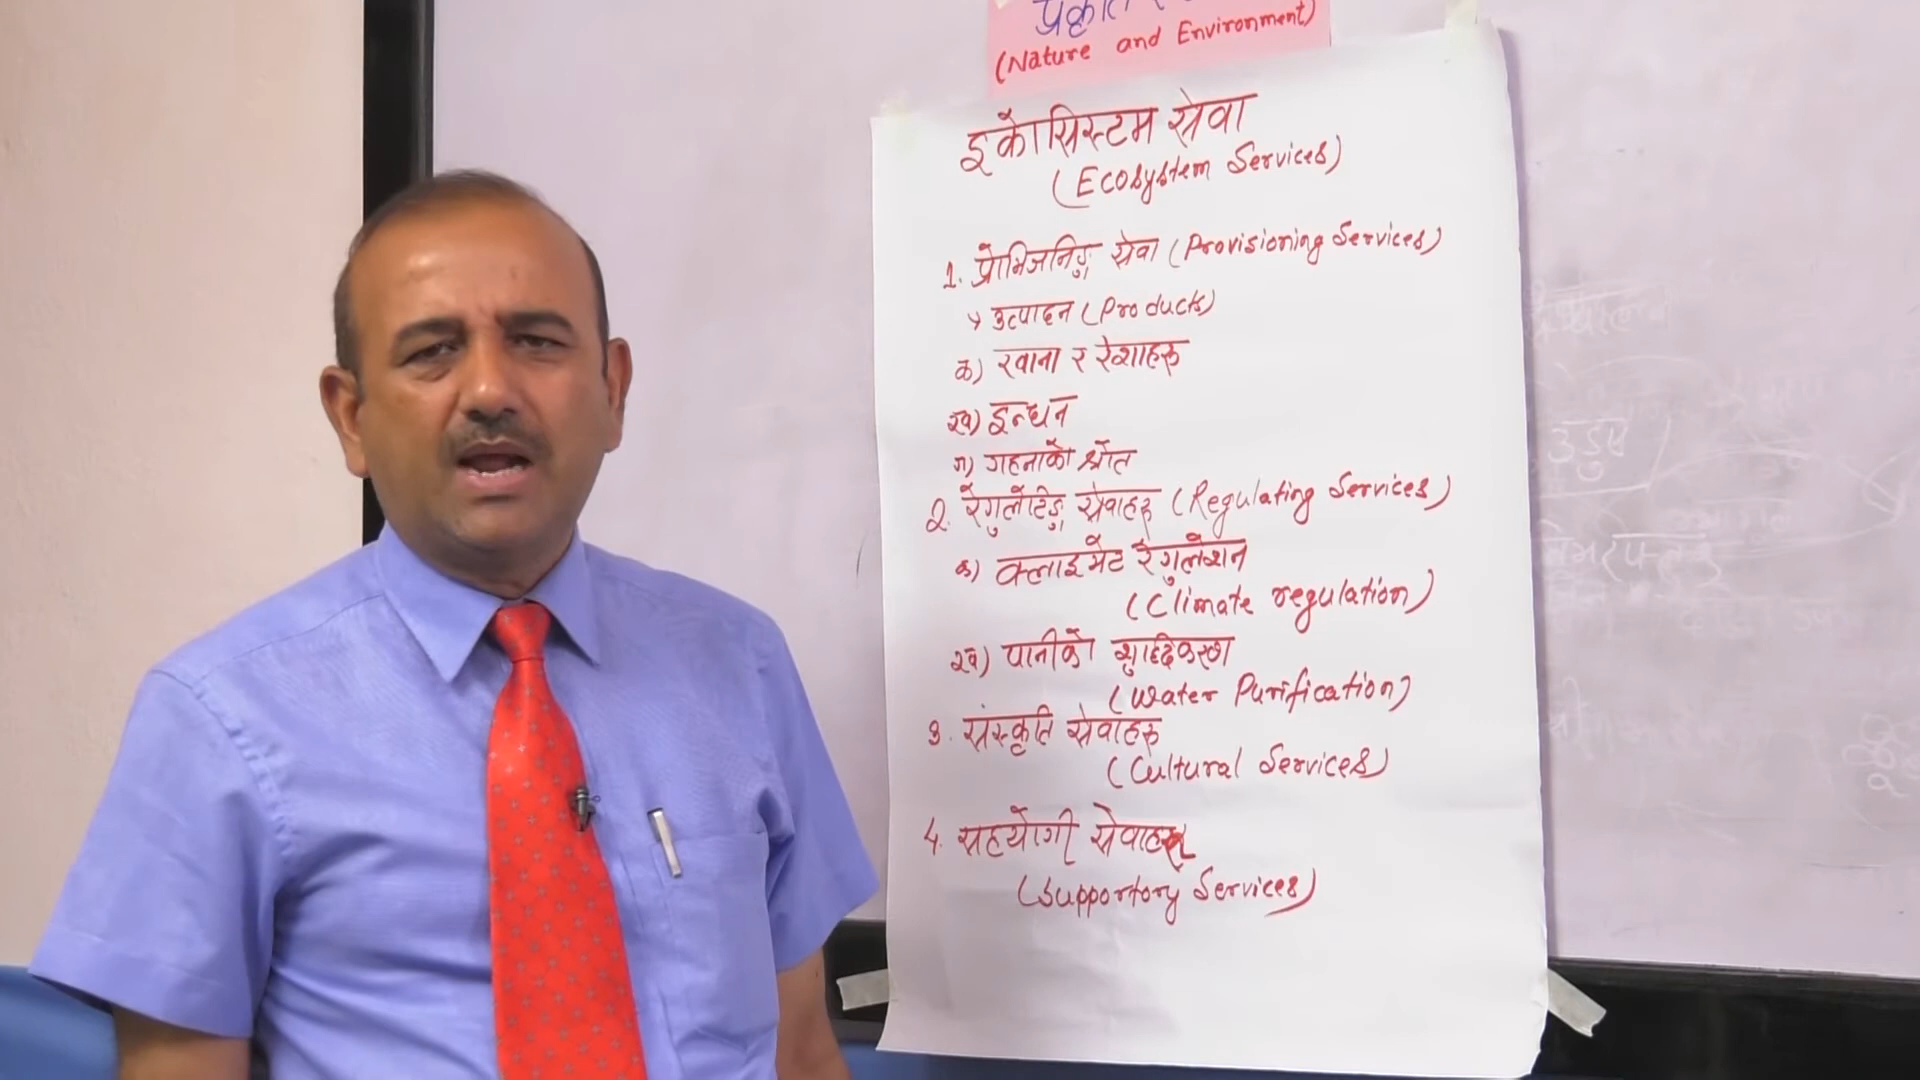 (Nature and Environment)
इकोसिस्टम सेवा
(Ecosystem Services)
1. प्रोभिजनिङ्ग सेवा (Provisioning Services)
उत्पादन (Products)
क) खाना र रेशाहरू
ख) इन्धन
ग) गहनाको श्रोत
2. रेगुलेटिङ्ग सेवाहरू (Regulating Services)
क) क्लाइमेट रेगुलेशन
(Climate regulation)
ख) पानीको शुद्दिकरण
(Water Purification)
3. संस्कृति सेवाहरू
(Cultural Services)
4. सहयोगी सेवाहरू
(Supportory Services)